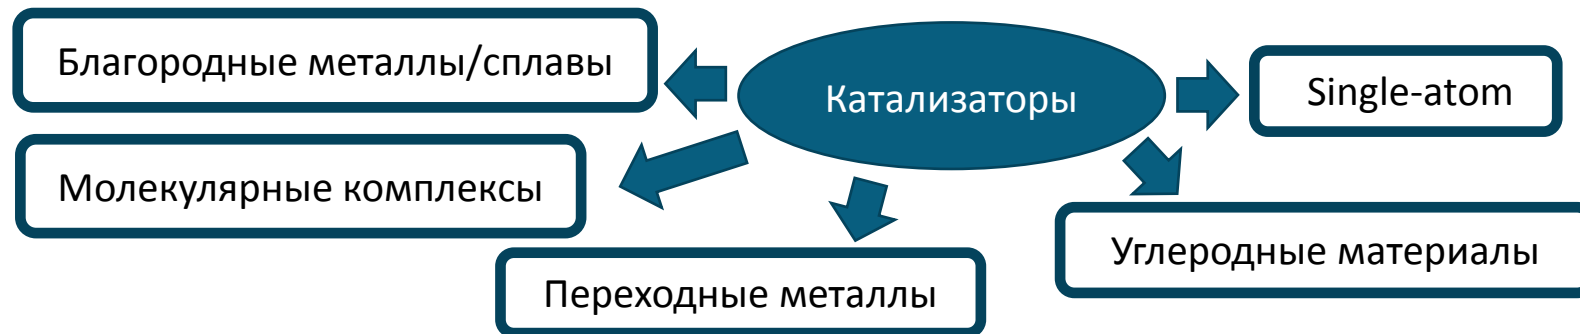 Благородные металлы/сплавы
Катализаторы
Single-atom
Молекулярные комплексы
Углеродные материалы
Переходные металлы